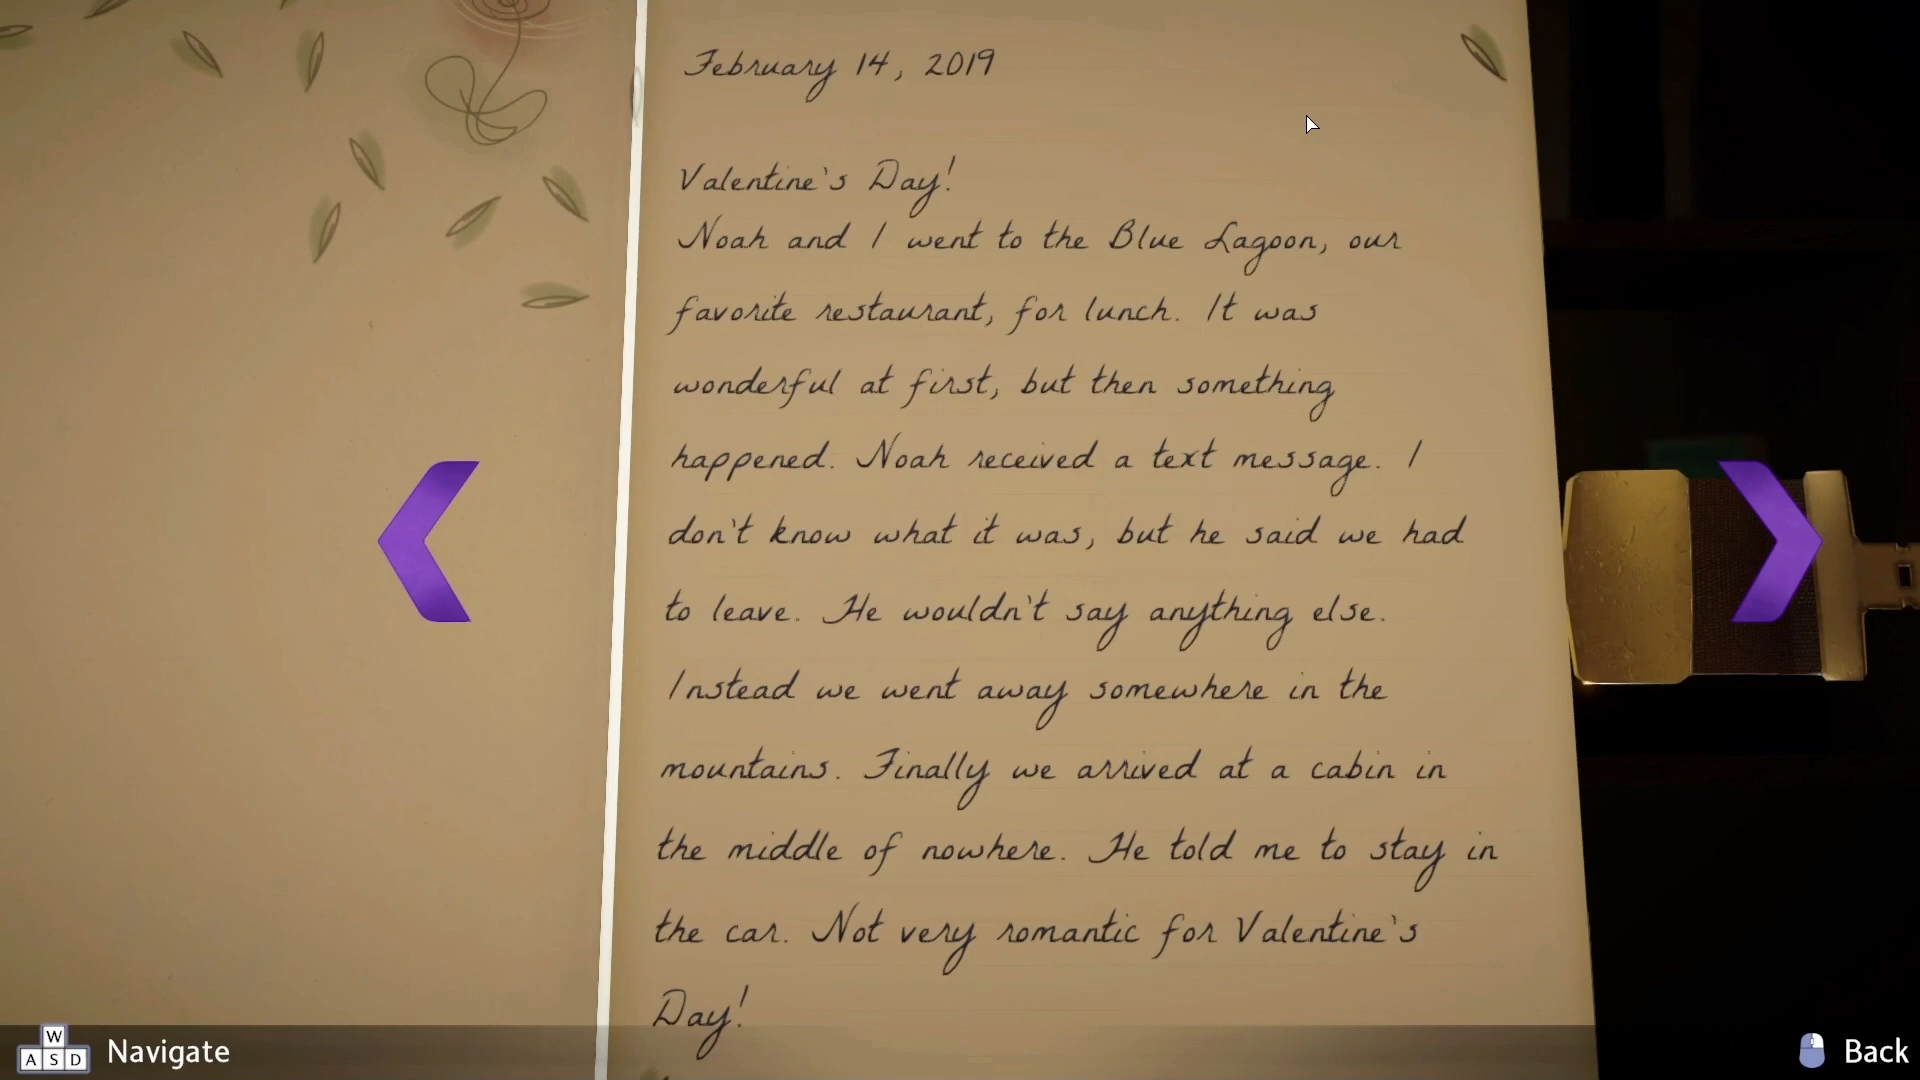 February 14, 2019
Valentine's Day!
Noah and I went to the Blue Lagoon, our
favorite restaurant, for lunch. It was
wonderful at first, but then something
happened. Noah received a text message. I
don't know what it was, but he said we had
to leave. He wouldn't say anything else.
Instead we went away somewhere in the
mountains. Finally we arrived at a cabin in
the middle of nowhere. He told me to stay in
the car. Not very romantic for Valentine's
Day!
W
A S D Navigate
Back